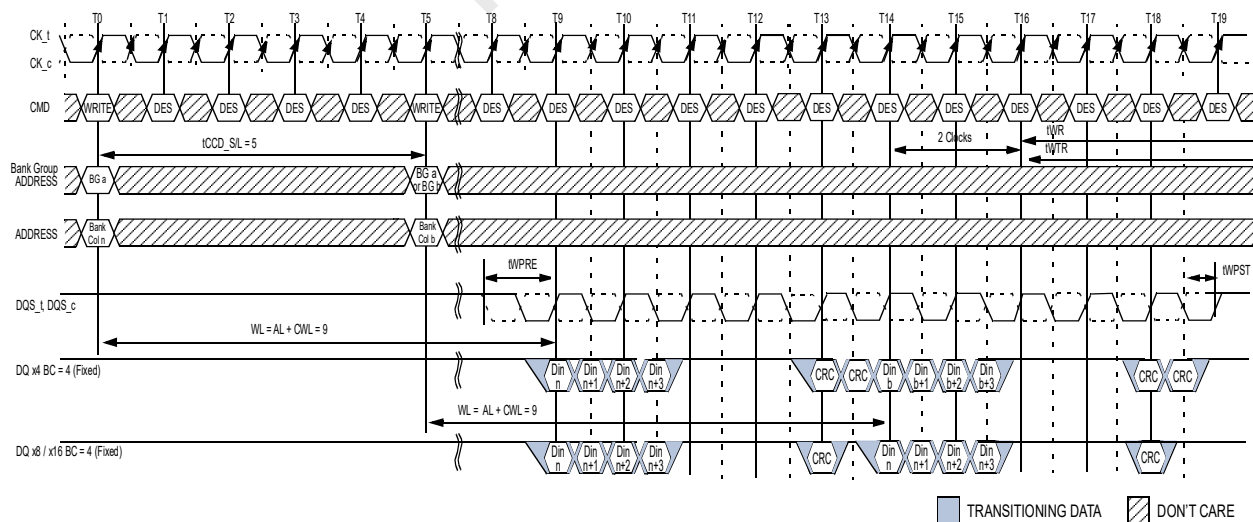 T0 T1 T2 T3 T4 T5 T8 T9 T10 T11 T12 T13 T14 T15 T16 T17 T18 T19
CK_t
CK_c
CMD WRITE DES DES DES DES WRITE DES DES DES DES DES DES DES DES DES DES DES DES
tCCD_S/L = 5 2 Clocks tWR
tWTR
Bank Group
ADDRESS
BG a
BG a
or BG b
ADDRESS
Bank
Col n
Bank
Col b
tWPRE tWPST
DQS_t, DQS_c
WL = AL + CWL = 9
DQ x4 BC = 4 (Fixed)
Din Din Din Din CRC CRC Din Din Din Din CRC CRC
n n+1 n+2 n+3 b b+1 b+2 b+3
WL = AL + CWL = 9
DQ x8 / x16 BC = 4 (Fixed)
Din Din Din Din CRC Din Din Din Din CRC
n n+1 n+2 n+3 n n+1 n+2 n+3
TRANSITIONING DATA DON'T CARE